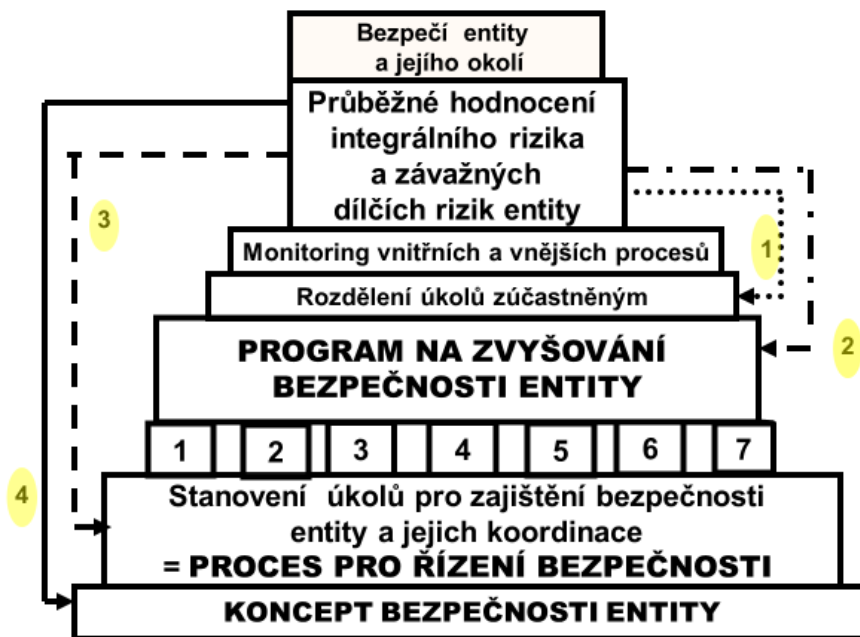 Bezpečí entity
a jejího okolí
Průběžné hodnocení
integrálního rizika
a závažných
dílčích rizik entity
3
1
Monitoring vnitřních a vnějších procesů
Rozdělení úkolů zúčastněným
PROGRAM NA ZVYŠOVÁNÍ
BEZPEČNOSTI ENTITY
2
1 2 3 4 5 6 7
4
Stanovení úkolů pro zajištění bezpečnosti
entity a jejich koordinace
= PROCES PRO ŘÍZENÍ BEZPEČNOSTI
KONCEPT BEZPEČNOSTI ENTITY